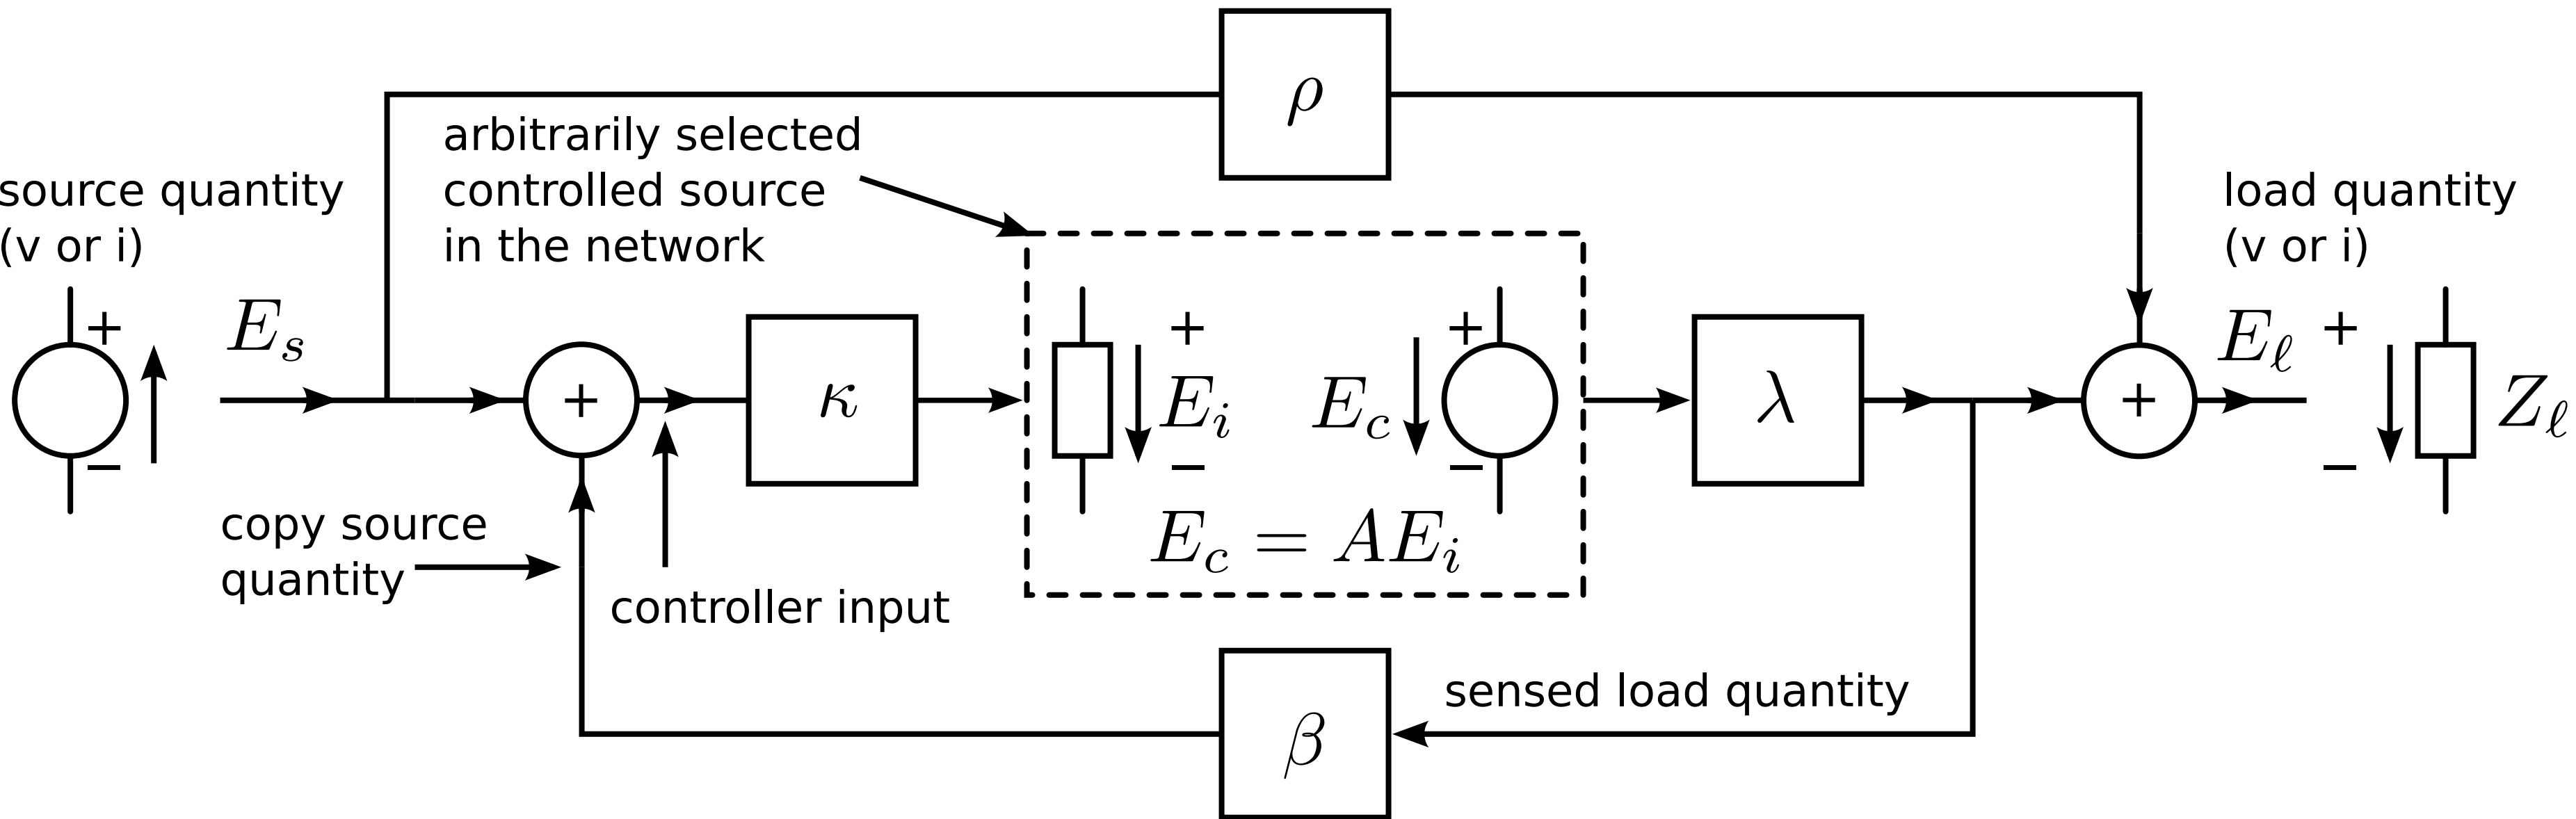 ρ
arbitrarily selected
controlled source
in the network
source quantity
(v or i)
load quantity
(v or i)
+
E_s
+
κ
+
E_i
−
+
E_c
−
E_c = AE_i
λ
+
E_ℓ
+
−
Z_ℓ
−
copy source
quantity
controller input
sensed load quantity
β